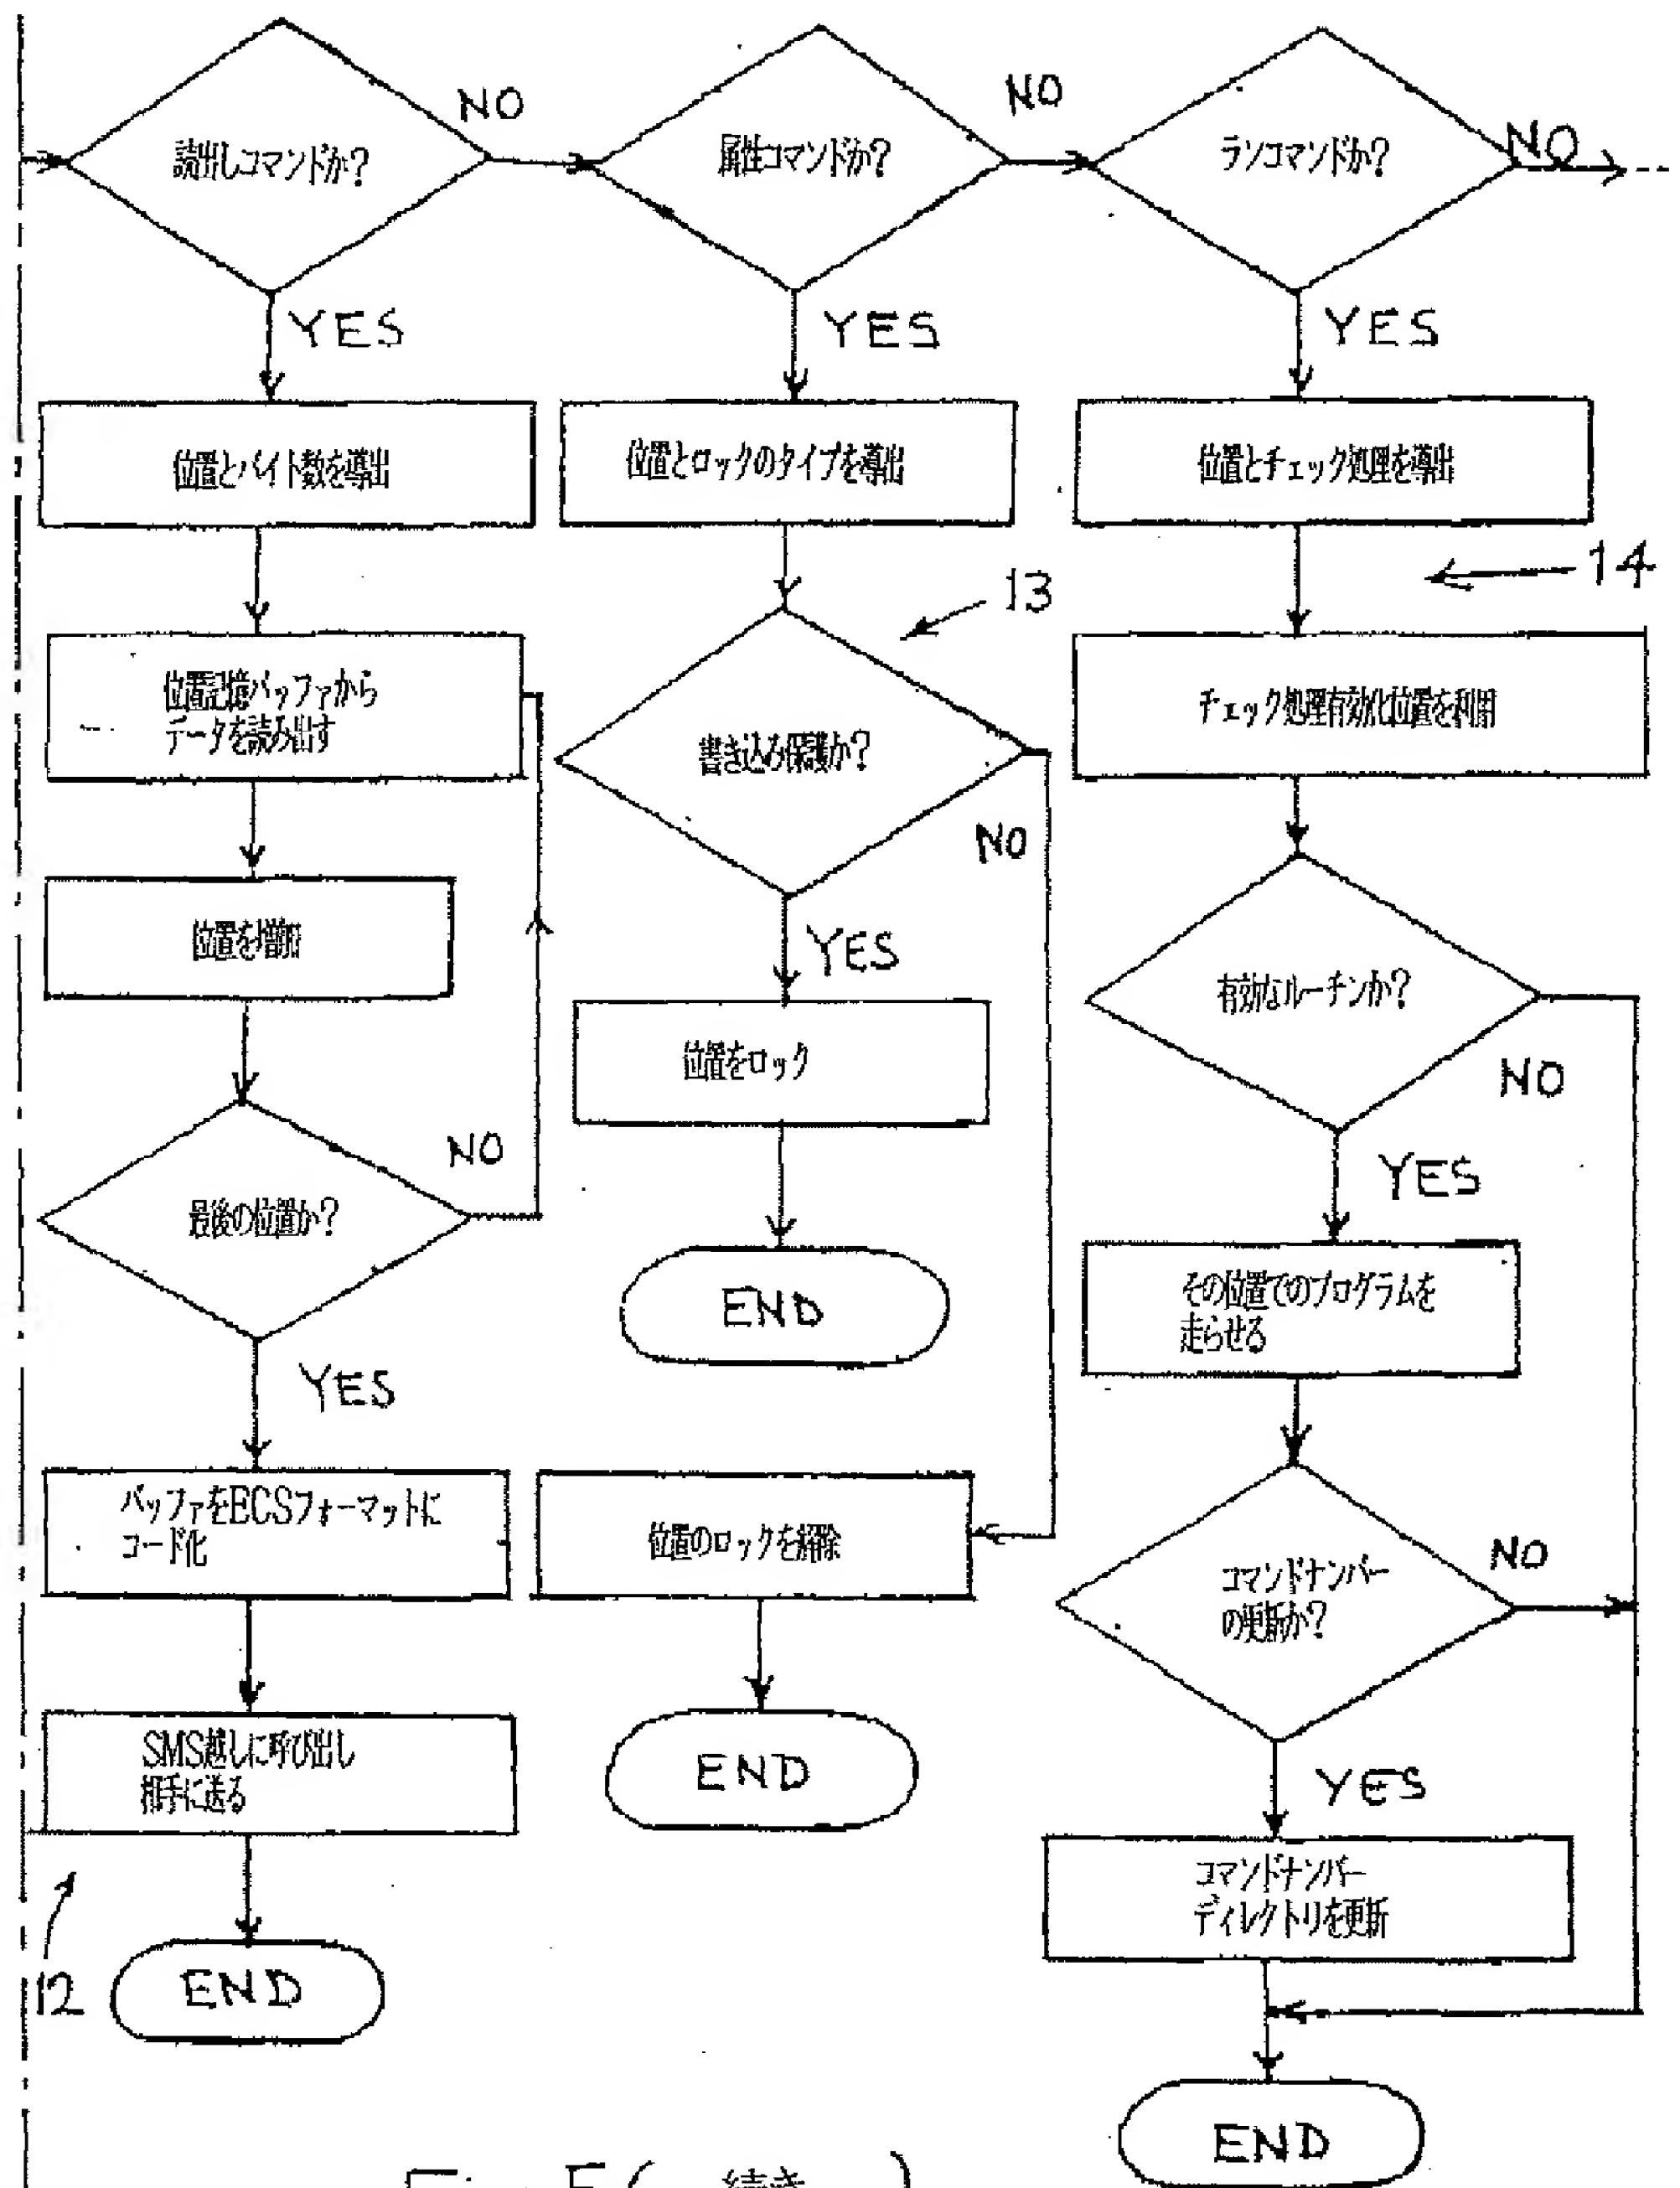 読出しコマンドか?
NO
YES
位置とバイト数を導出
位置記憶バッファから
データを読み出す
位置を増加
最後の位置か?
NO
YES
バッファをECSフォーマットに
コード化
SMS越しに呼び出し
相手に送る
12
END
属性コマンドか?
NO
YES
位置とロックのタイプを導出
13
書き込み保護か?
NO
YES
位置をロック
END
位置のロックを解除
END
ランコマンドか?
NO
YES
位置とチェック処理を導出
14
チェック処理有効化位置を利用
有効なルーチンか?
NO
YES
その位置でのプログラムを
走らせる
コマンドナンバー
の更新か?
NO
YES
コマンドナンバー
ディレクトリを更新
END
続き